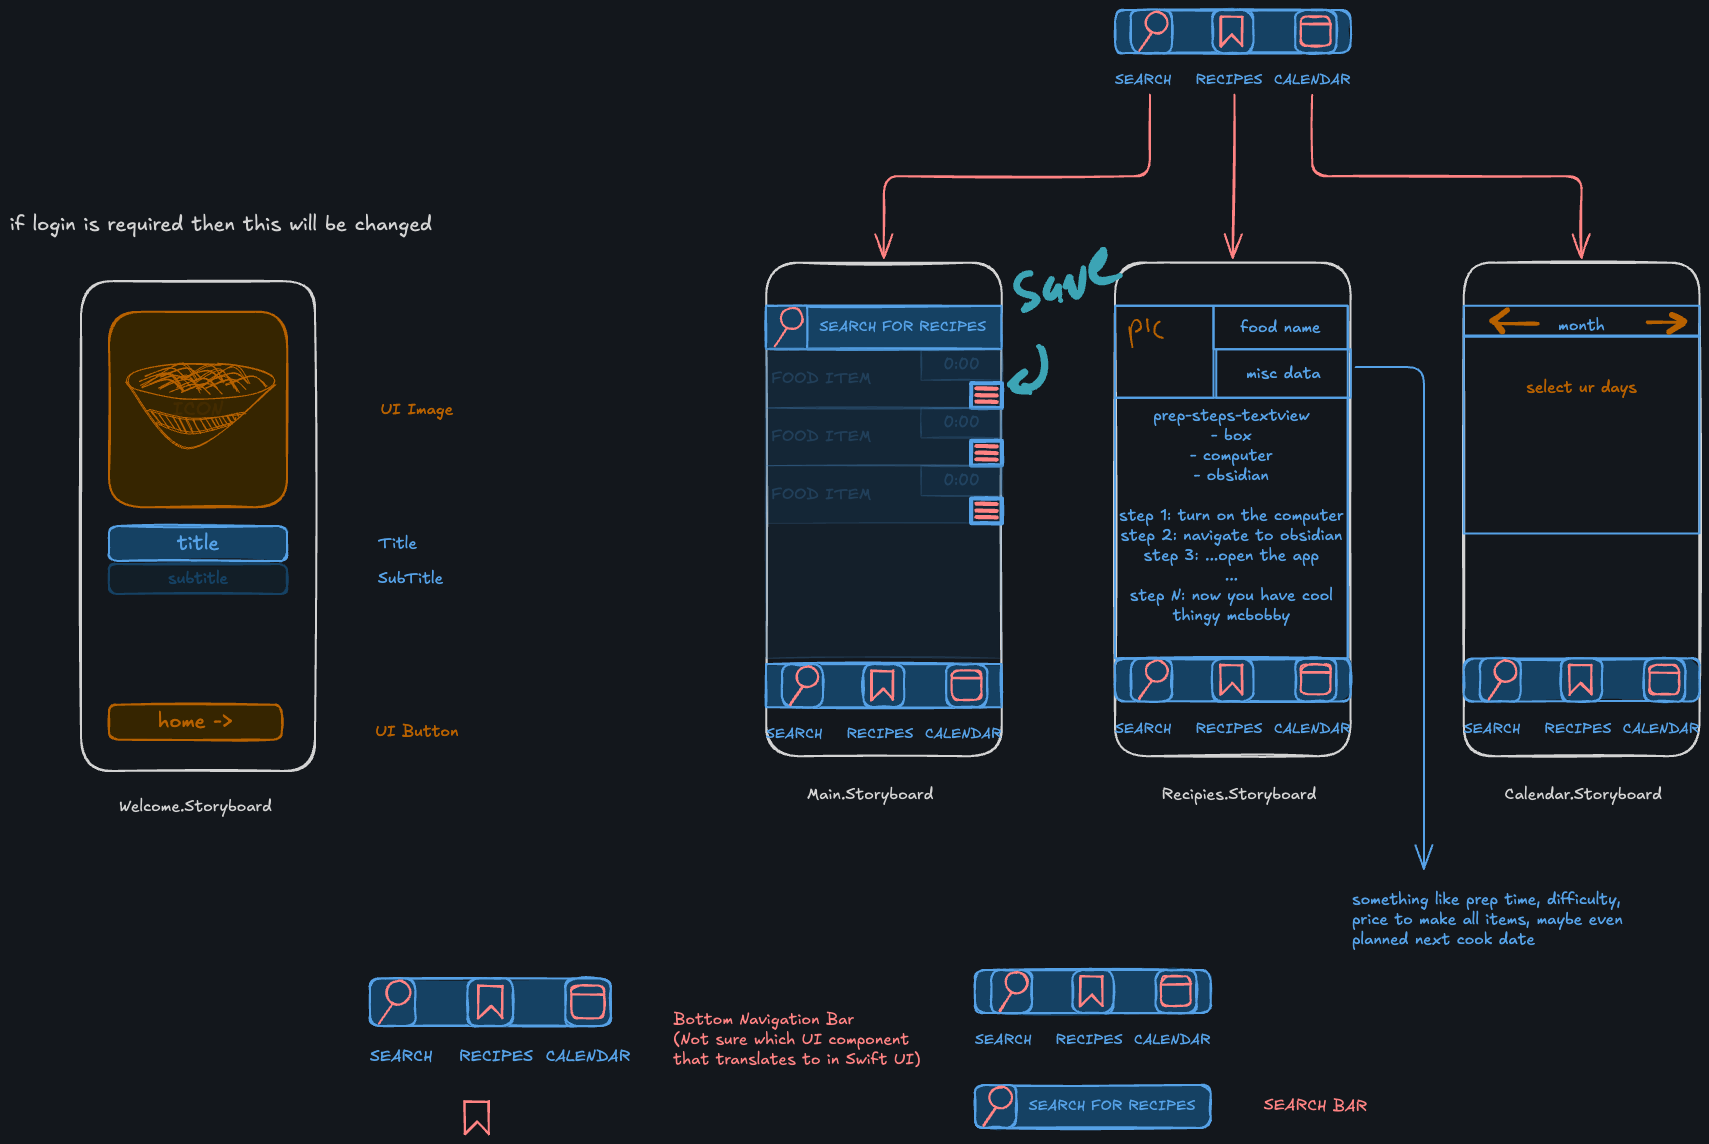 SEARCH RECIPES CALENDAR
if login is required then this will be changed
ICON
title
subtitle
home ->
Welcome.Storyboard
UI Image
Title
SubTitle
UI Button
save
SEARCH FOR RECIPES
0:00
FOOD ITEM
0:00
FOOD ITEM
0:00
FOOD ITEM
SEARCH RECIPES CALENDAR
Main.Storyboard
pic
food name
misc data
prep-steps-textview
- box
- computer
- obsidian
step 1: turn on the computer
step 2: navigate to obsidian
step 3: ...open the app
...
step N: now you have cool
thingy mcbobby
SEARCH RECIPES CALENDAR
Recipies.Storyboard
month
select ur days
SEARCH RECIPES CALENDAR
Calendar.Storyboard
something like prep time, difficulty,
price to make all items, maybe even
planned next cook date
SEARCH RECIPES CALENDAR
Bottom Navigation Bar
(Not sure which UI component
that translates to in Swift UI)
SEARCH RECIPES CALENDAR
SEARCH FOR RECIPES
SEARCH BAR